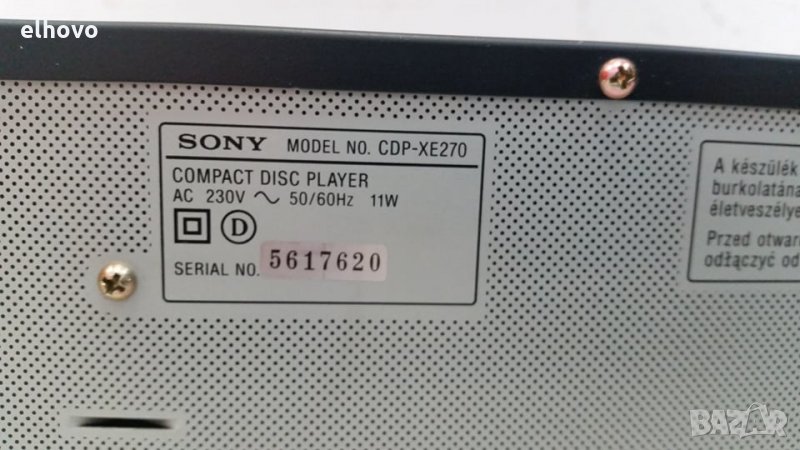 elhovo
SONY MODEL NO. CDP-XE270
COMPACT DISC PLAYER
AC 230V ~ 50/60Hz 11W
D
SERIAL NO. 5617620
A készülék
burkolatána
életveszélye
Przed otwar
odłączyć od
BAZAR